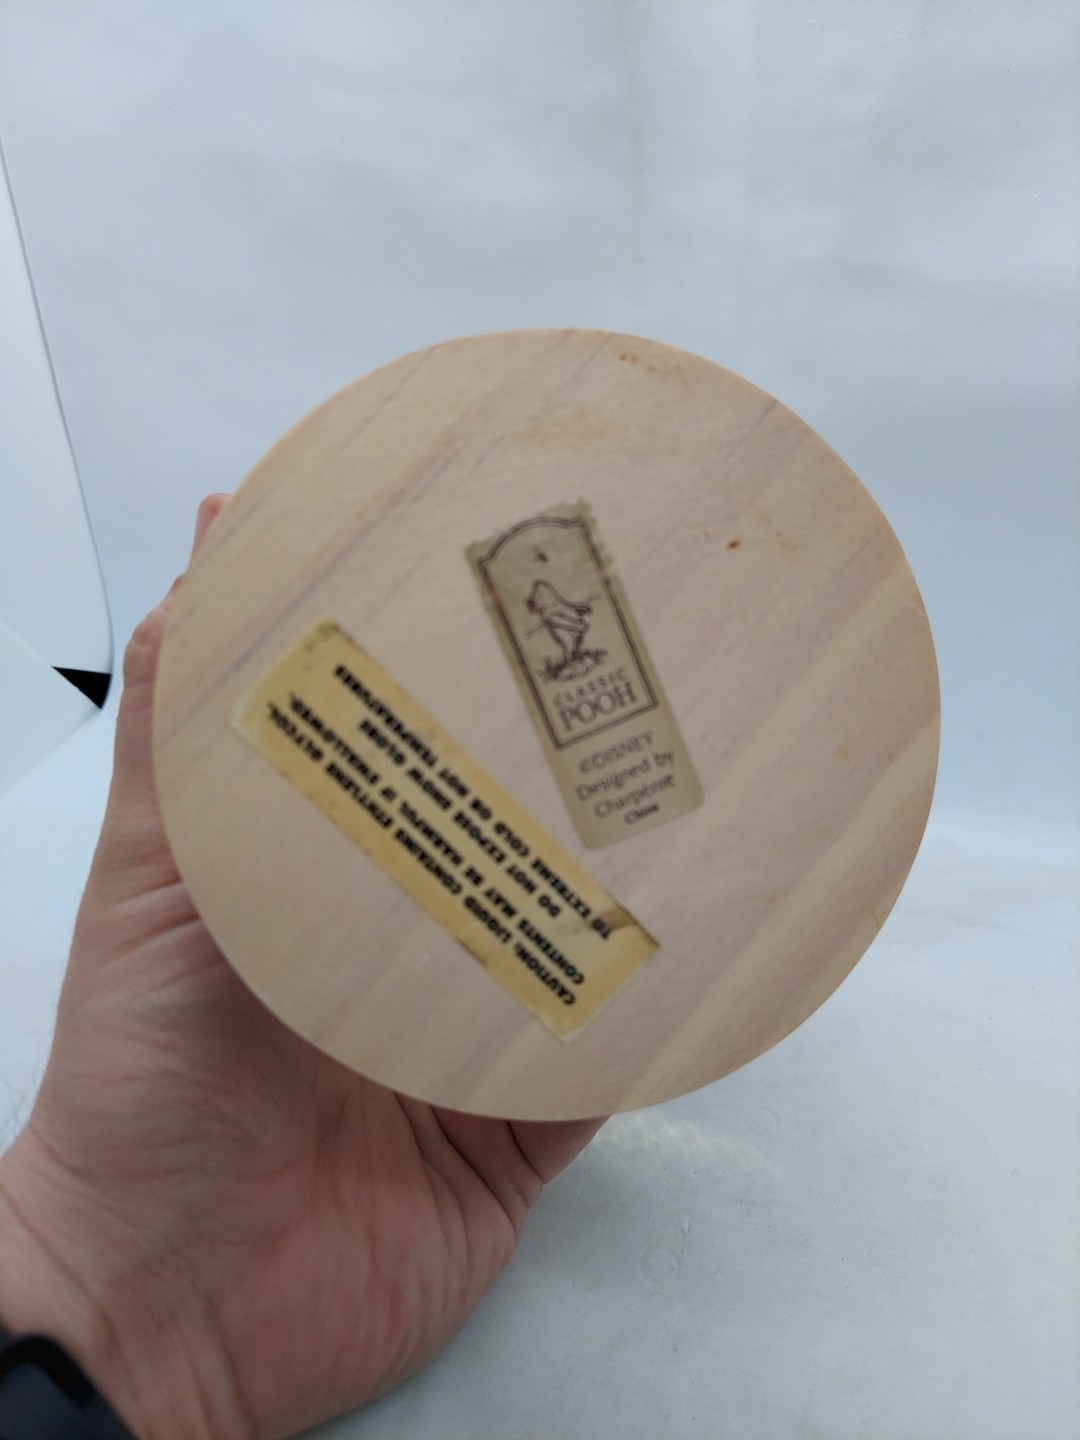 CLASSIC
POOH
©DISNEY
Designed by
Charpente
China
CAUTION, LIQUID CONTAINS ETHYLENE GLYCOL,
CONTENTS MAY BE HARMFUL IF SWALLOWED.
DO NOT EXPOSE SNOW GLOBE
TO EXTREME COLD OR HOT TEMPERATURES